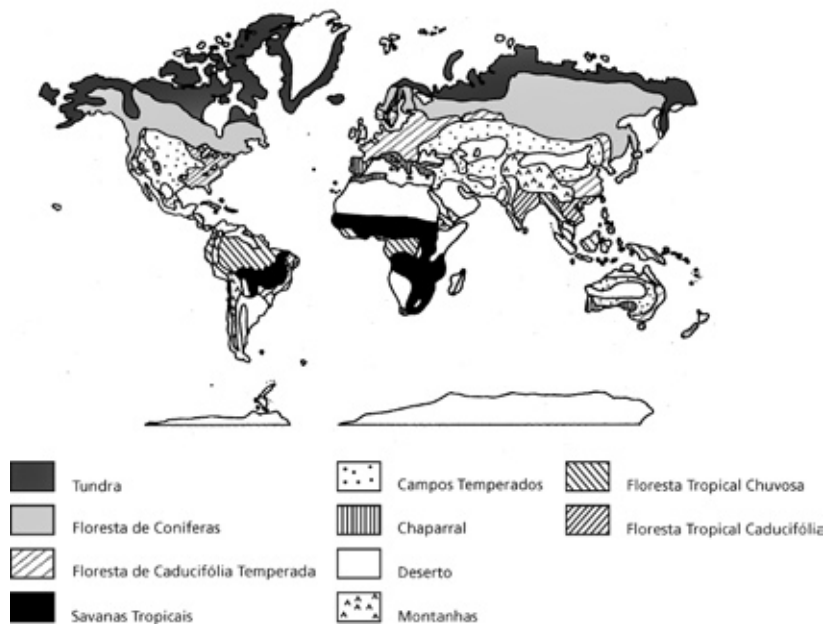 Tundra
Campos Temperados
Floresta Tropical Chuvosa
Floresta de Coniferas
Chaparral
Floresta Tropical Caducifólia
Floresta de Caducifólia Temperada
Deserto
Savanas Tropicais
Montanhas